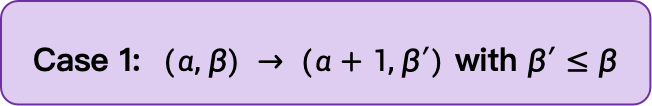 Case 1: (α, β) → (α + 1, β′) with β′ ≤ β